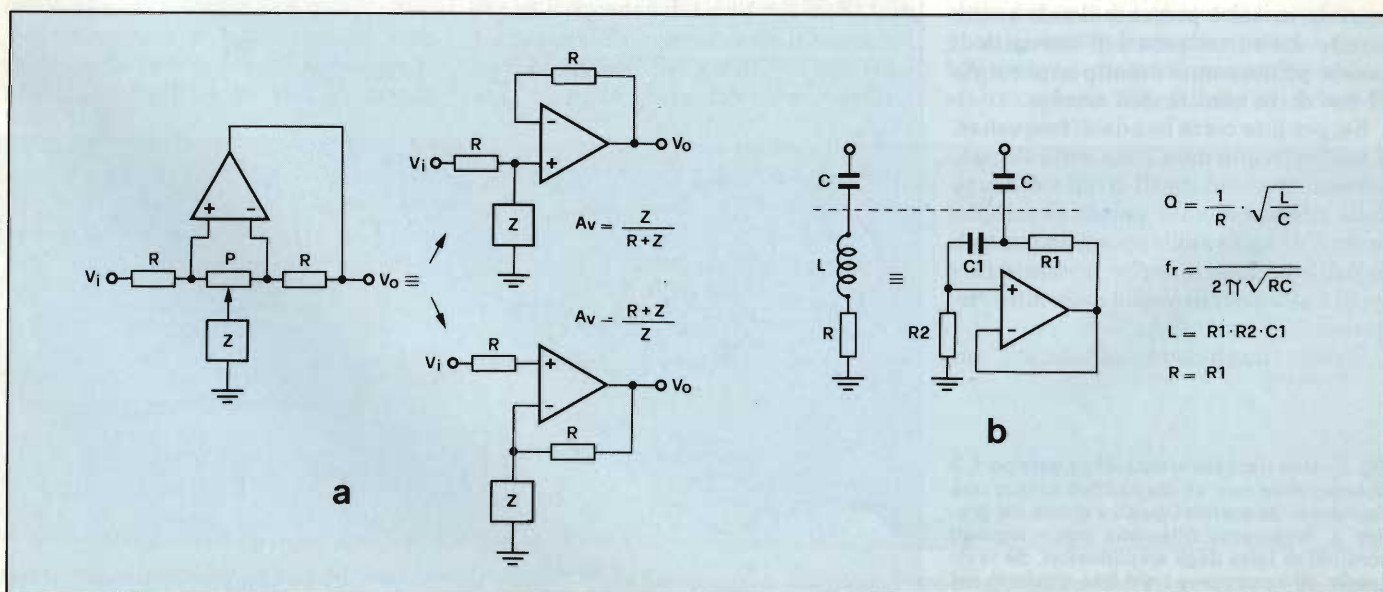 R
-
+
R
Vi
Vo
Z
Av = Z / R+Z
+ -
R P R
Vi
Vo ≡
Z
Av = R+Z / Z
R
Vi
+
-
Vo
R
Z
a
C
L
R
≡
C
C1
R1
R2
+
-
b
Q = 1/R · √L/C
fr = / 2π√RC
L = R1·R2·C1
R = R1